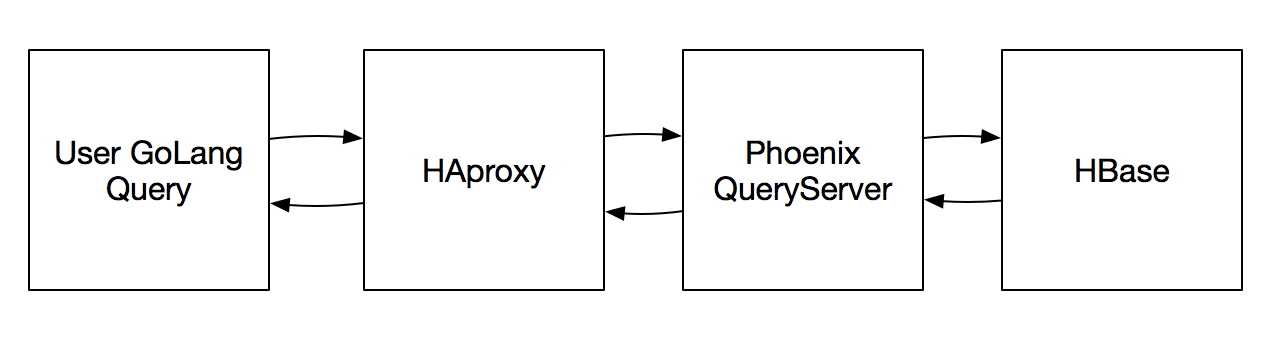 User GoLang
Query
HAproxy
Phoenix
QueryServer
HBase